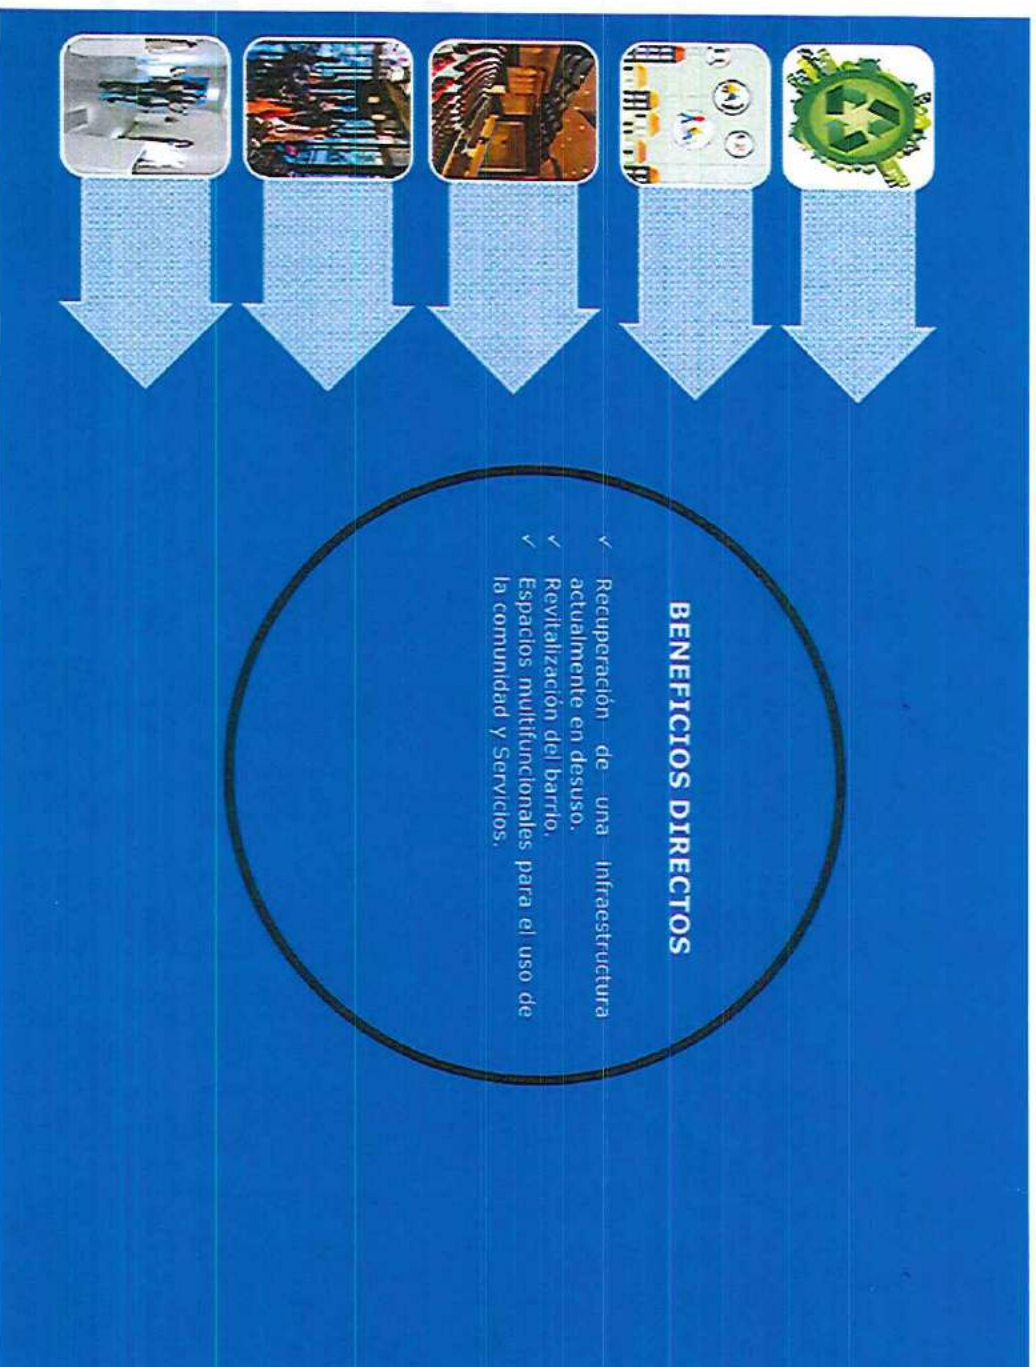 BENEFICIOS DIRECTOS
✓ Recuperación de una infraestructura
actualmente en desuso.
✓ Revitalización del barrio.
✓ Espacios multifuncionales para el uso de
la comunidad y Servicios.